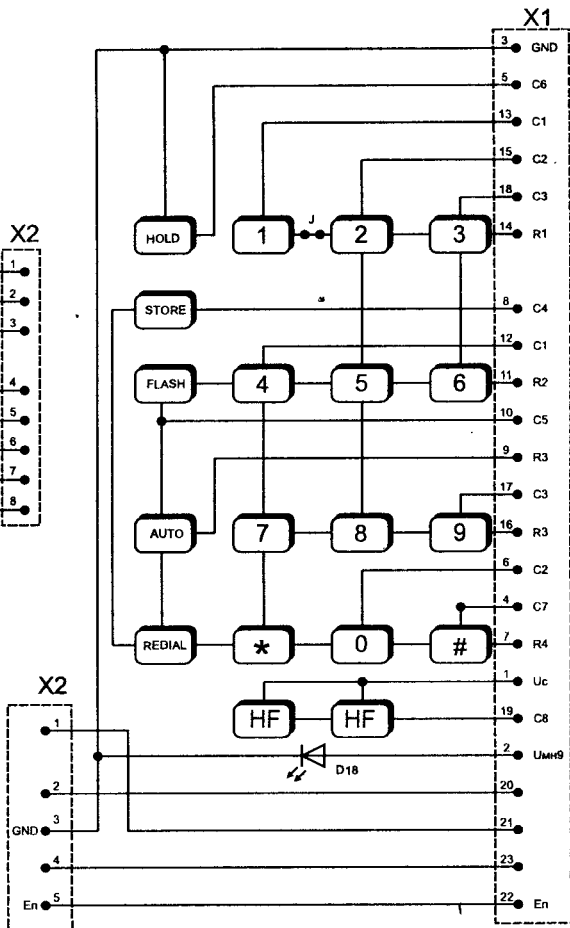 X1
3 GND
5 C6
13 C1
15 C2
18 C3
HOLD 1 J 2 3 14 R1
X2
1
2
3
4
5
6
7
8
STORE 8 C4
12 C1
FLASH 4 5 6 11 R2
10 C5
9 R3
17 C3
AUTO 7 8 9 16 R3
6 C2
4 C7
REDIAL * 0 # 7 R4
1 Uc
HF HF 19 C8
X2
1
2 Uмн9
D18
2 20
GND 3 21
4 23
En 5 22 En